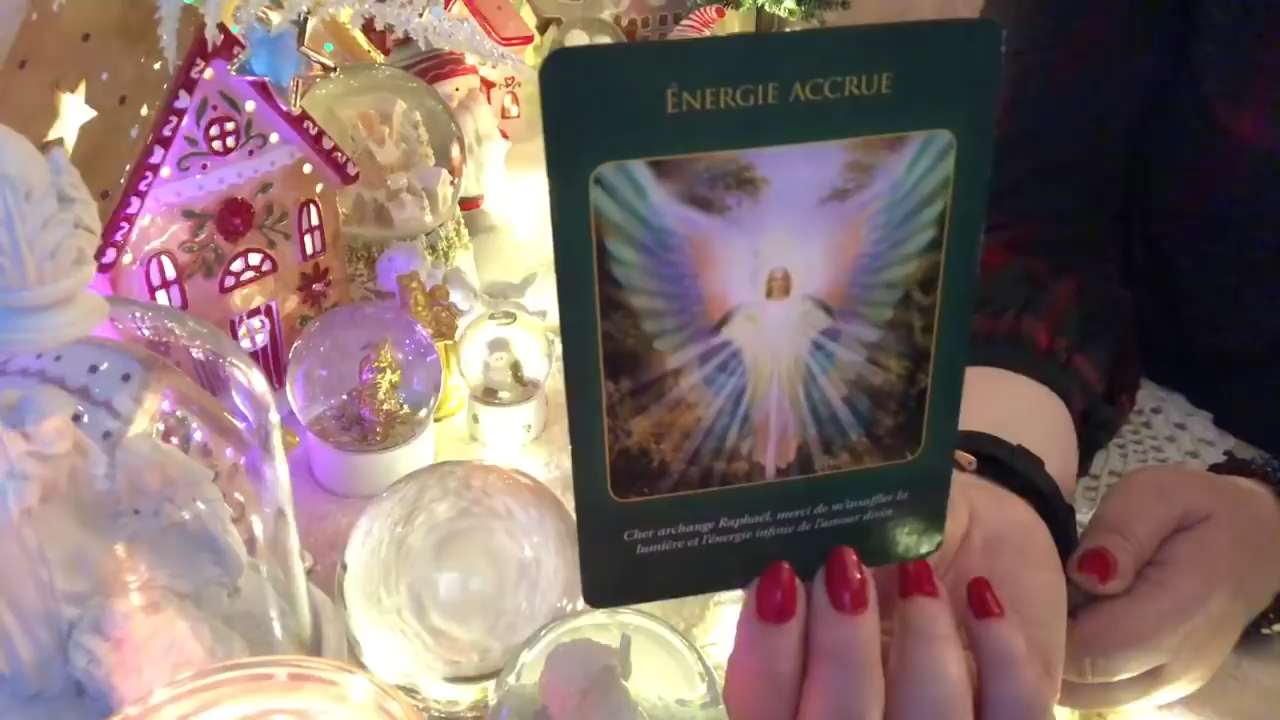 ÉNERGIE ACCRUE
Cher archange Raphaël, merci de m'insuffler la
lumière et l'énergie infinie de l'amour divin.